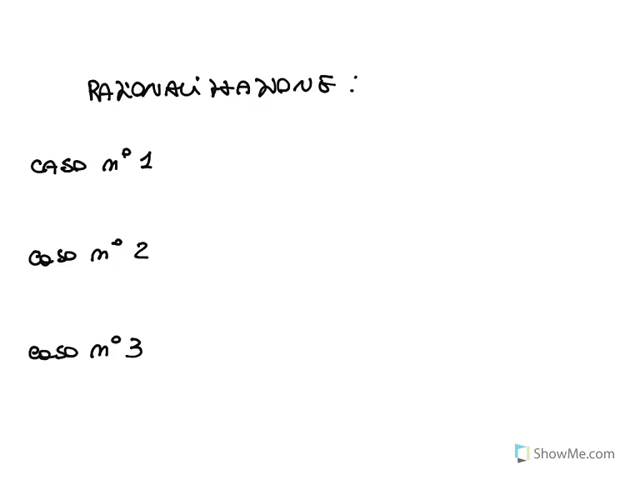 RAZIONALIZZAZIONE:
CASO n° 1
caso n° 2
caso n° 3
ShowMe.com